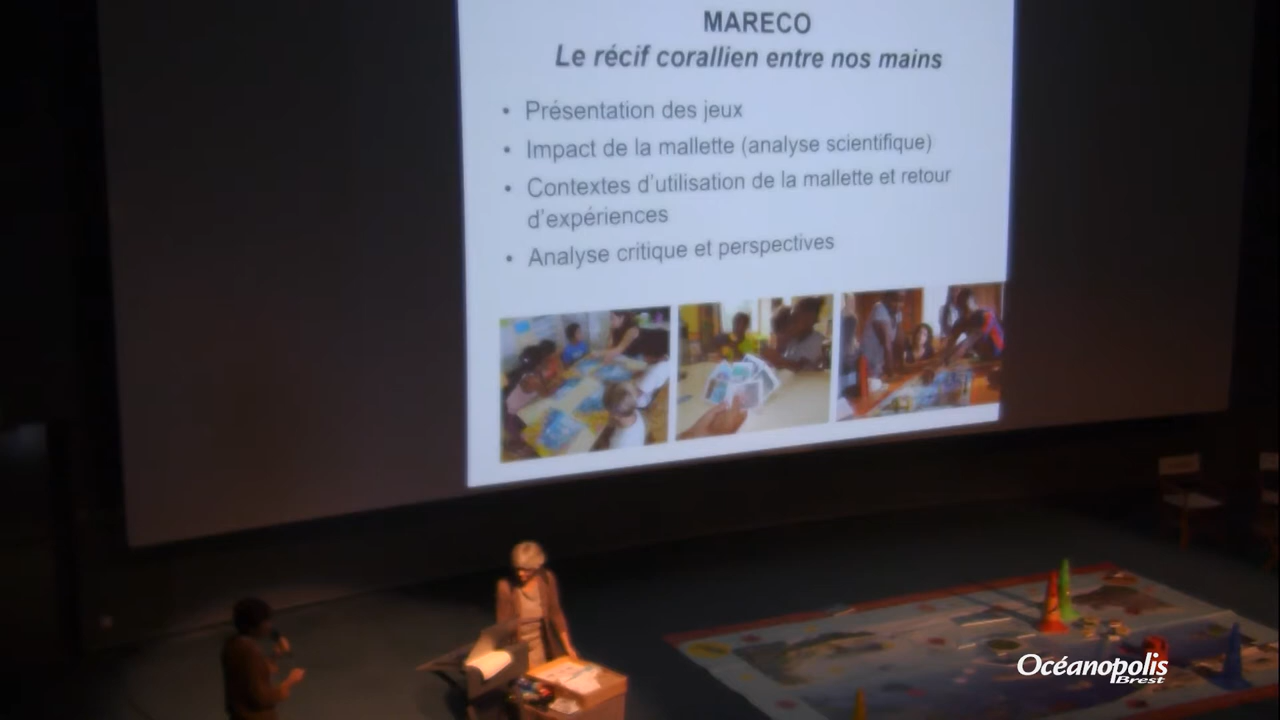 MARECO
Le récif corallien entre nos mains
• Présentation des jeux
• Impact de la mallette (analyse scientifique)
• Contextes d'utilisation de la mallette et retour
d'expériences
• Analyse critique et perspectives
Océanopolis
Brest